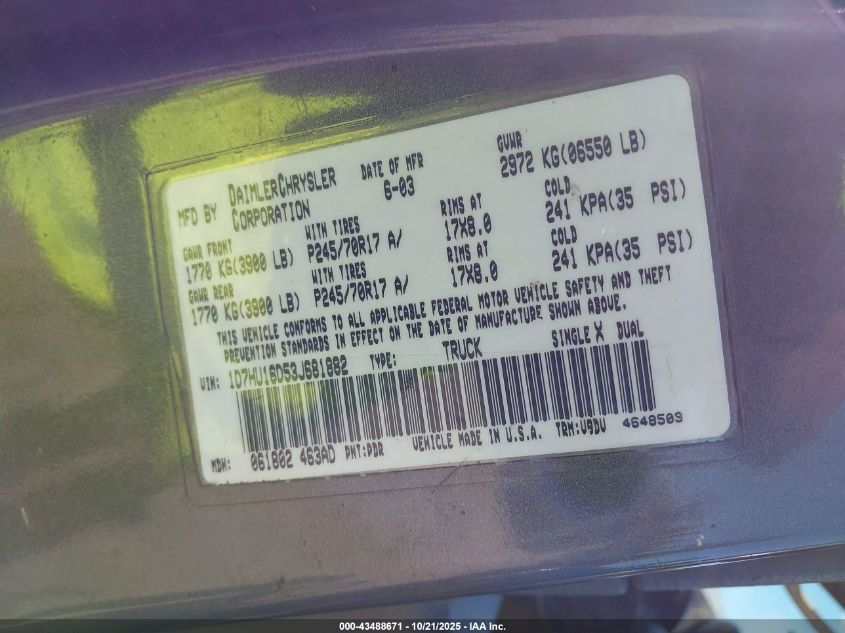 MFD BY DAIMLERCHRYSLER CORPORATION
DATE OF MFR 6-03
GVWR 2972 KG(06550 LB)
GAWR FRONT WITH TIRES RIMS AT COLD
1770 KG(3900 LB) P245/70R17 A/ 17X8.0 241 KPA(35 PSI)
GAWR REAR WITH TIRES RIMS AT COLD
1770 KG(3900 LB) P245/70R17 A/ 17X8.0 241 KPA(35 PSI)
THIS VEHICLE CONFORMS TO ALL APPLICABLE FEDERAL MOTOR VEHICLE SAFETY AND THEFT
PREVENTION STANDARDS IN EFFECT ON THE DATE OF MANUFACTURE SHOWN ABOVE.
VIN: 1D7HU16D53J681882 TYPE: TRUCK SINGLE X DUAL
MDH: 061802 463AD PNT:PDR VEHICLE MADE IN U.S.A. TRM:V9DV 4648509
000-43488671 - 10/21/2025 - IAA Inc.